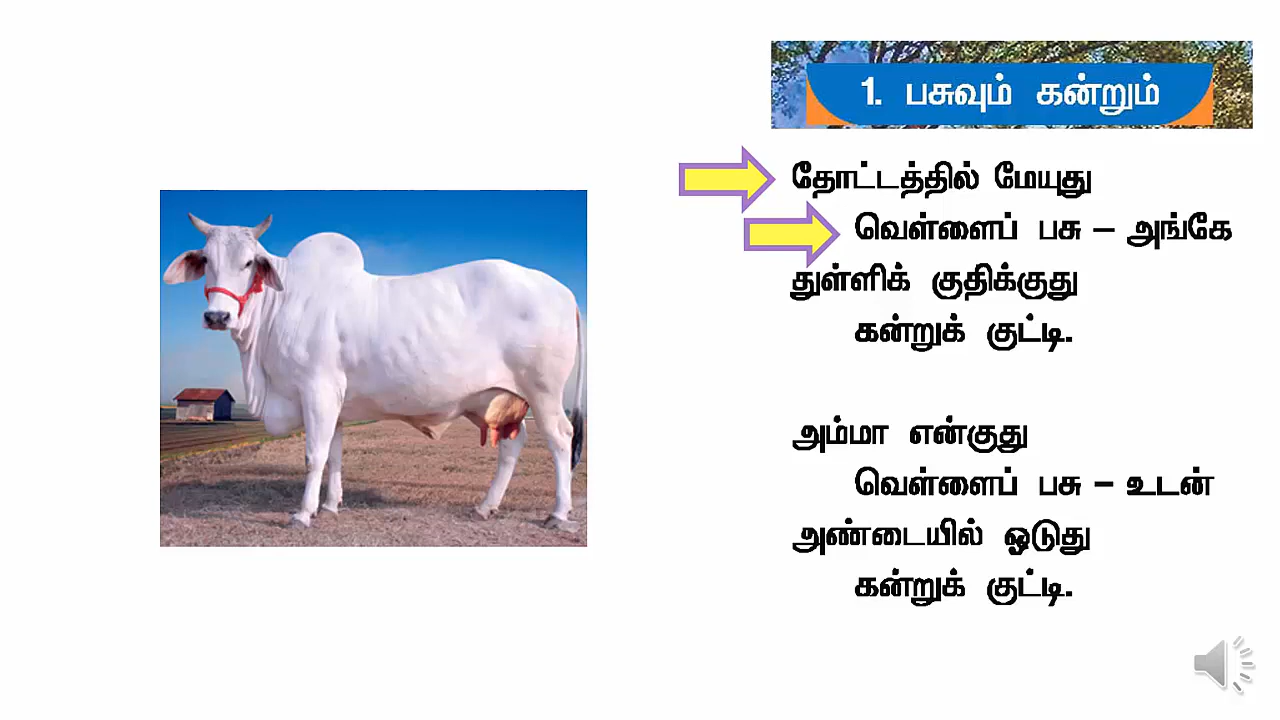 1. பசுவும் கன்றும்
தோட்டத்தில் மேயுது
வெள்ளைப் பசு – அங்கே
துள்ளிக் குதிக்குது
கன்றுக் குட்டி.
அம்மா என்குது
வெள்ளைப் பசு – உடன்
அண்டையில் ஓடுது
கன்றுக் குட்டி.